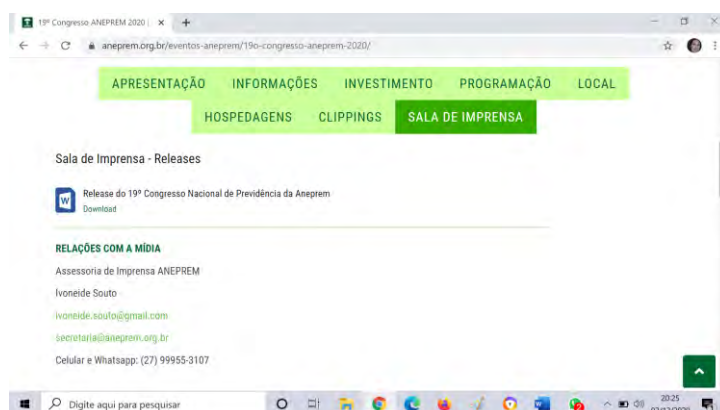 19º Congresso ANEPREM 2020 |
aneprem.org.br/eventos-aneprem/19o-congresso-aneprem-2020/
APRESENTAÇÃO INFORMAÇÕES INVESTIMENTO PROGRAMAÇÃO LOCAL
HOSPEDAGENS CLIPPINGS SALA DE IMPRENSA
Sala de Imprensa - Releases
Release do 19º Congresso Nacional de Previdência da Aneprem
Download
RELAÇÕES COM A MÍDIA
Assessoria de Imprensa ANEPREM
Ivoneide Souto
ivoneide.souto@gmail.com
secretaria@aneprem.org.br
Celular e Whatsapp: (27) 99955-3107
Digite aqui para pesquisar
20:25